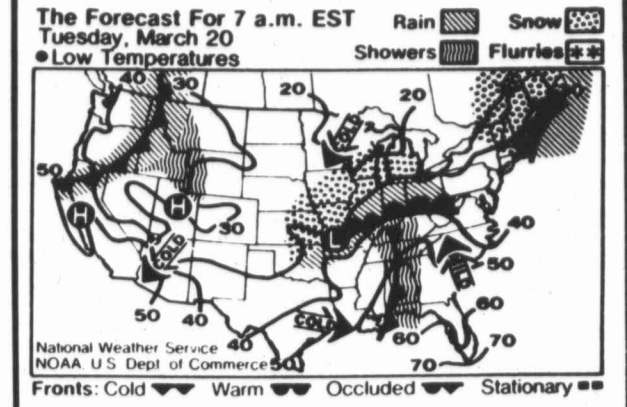 The Forecast For 7 a.m. EST
Tuesday, March 20
• Low Temperatures
Rain Snow
Showers Flurries
40 30 20 20
COLD
50
H H
30
COLD
L
40
50
MILD
50 40
40
COLD
60
60
70
70
50
National Weather Service
NOAA. U S Dept of Commerce
Fronts: Cold Warm Occluded Stationary